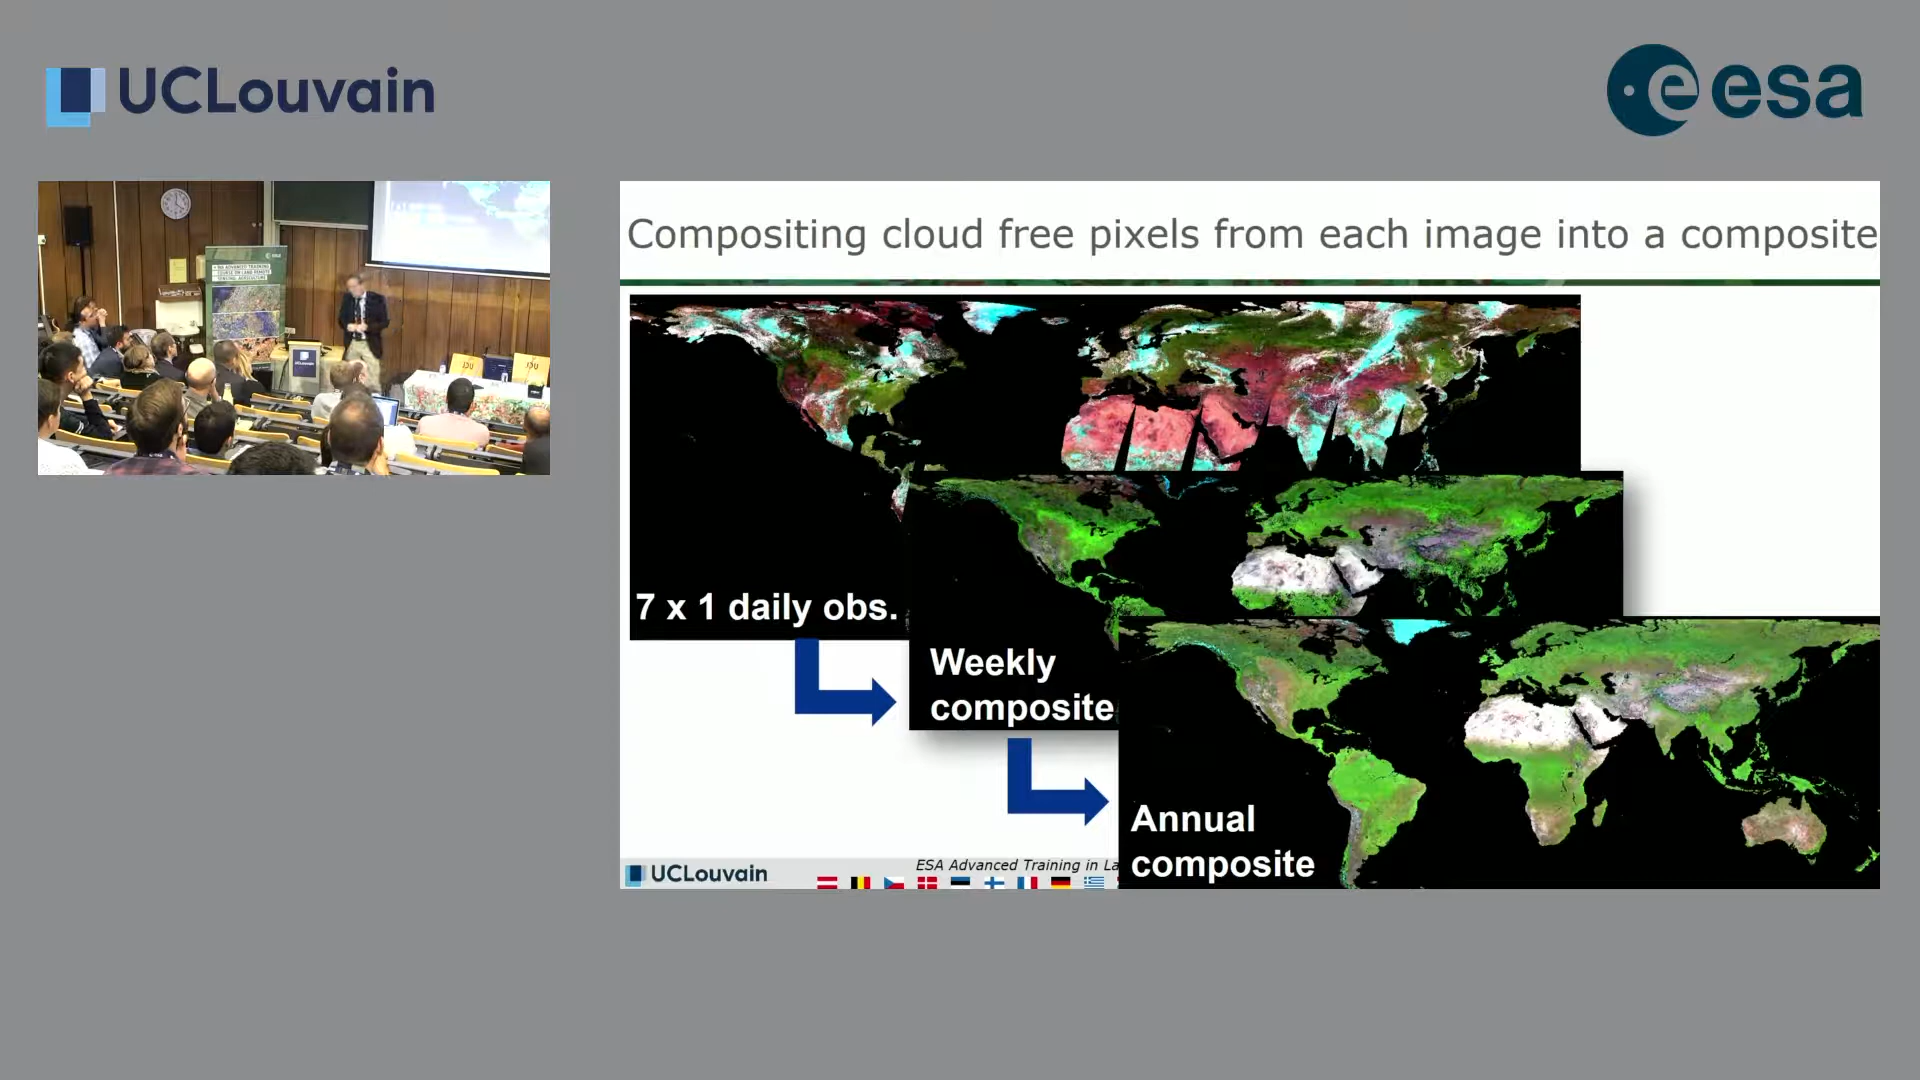 UCLouvain
esa
Compositing cloud free pixels from each image into a composite
7 x 1 daily obs.
Weekly
composite
Annual
composite
UCLouvain
ESA Advanced Training in La